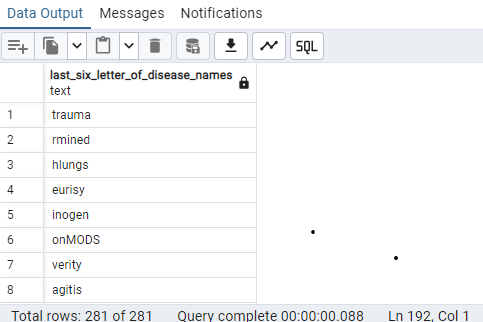 Data Output Messages Notifications
SQL
last_six_letter_of_disease_names
text
1 trauma
2 rmined
3 hlungs
4 eurisy
5 inogen
6 onMODS
7 verity
8 agitis
Total rows: 281 of 281 Query complete 00:00:00.088 Ln 192, Col 1